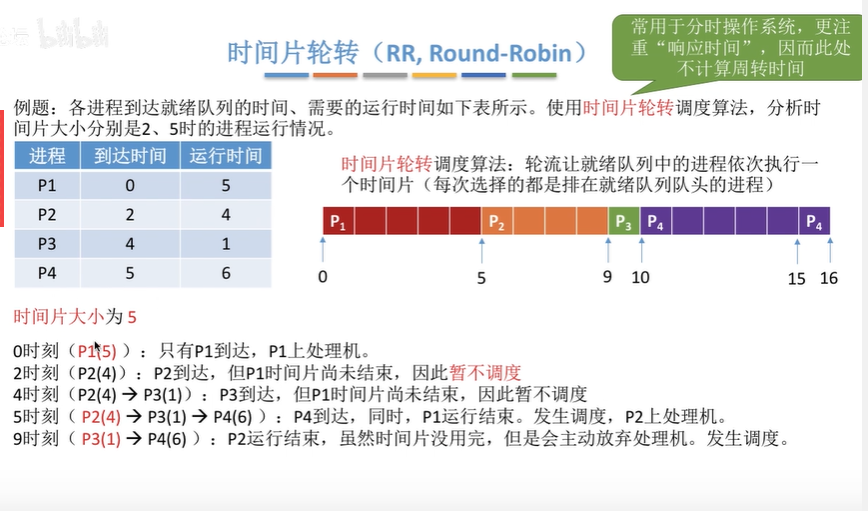 bilibili
时间片轮转（RR, Round-Robin）
常用于分时操作系统，更注
重“响应时间”，因而此处
不计算周转时间
例题：各进程到达就绪队列的时间、需要的运行时间如下表所示。使用时间片轮转调度算法，分析时
间片大小分别是2、5时的进程运行情况。
进程 到达时间 运行时间
P1 0 5
P2 2 4
P3 4 1
P4 5 6
时间片轮转调度算法：轮流让就绪队列中的进程依次执行一
个时间片（每次选择的都是排在就绪队列队头的进程）
P1 P2 P3 P4 P4
0 5 9 10 15 16
时间片大小为 5
0时刻（P1(5)）：只有P1到达，P1上处理机。
2时刻（P2(4)）：P2到达，但P1时间片尚未结束，因此暂不调度
4时刻（P2(4) → P3(1)）：P3到达，但P1时间片尚未结束，因此暂不调度
5时刻（ P2(4) → P3(1) → P4(6) ）：P4到达，同时，P1运行结束。发生调度，P2上处理机。
9时刻（ P3(1) → P4(6) ）：P2运行结束，虽然时间片没用完，但是会主动放弃处理机。发生调度。